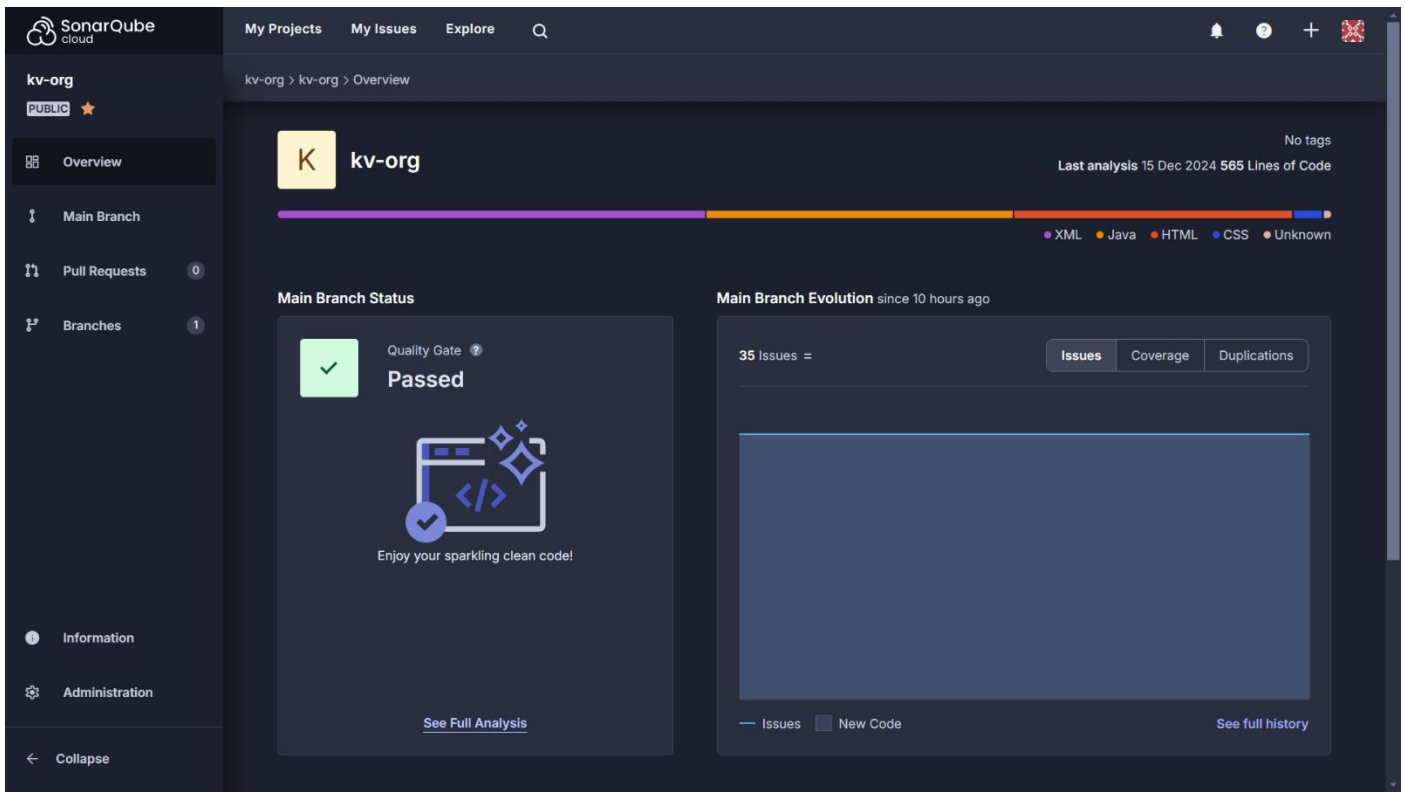 SonarQube
cloud
My Projects My Issues Explore
kv-org
PUBLIC
kv-org > kv-org > Overview
Overview
Main Branch
Pull Requests 0
Branches 1
Information
Administration
Collapse
K kv-org
No tags
Last analysis 15 Dec 2024 565 Lines of Code
XML Java HTML CSS Unknown
Main Branch Status
Quality Gate ?
Passed
</>
Enjoy your sparkling clean code!
See Full Analysis
Main Branch Evolution since 10 hours ago
35 Issues =
Issues Coverage Duplications
Issues New Code
See full history